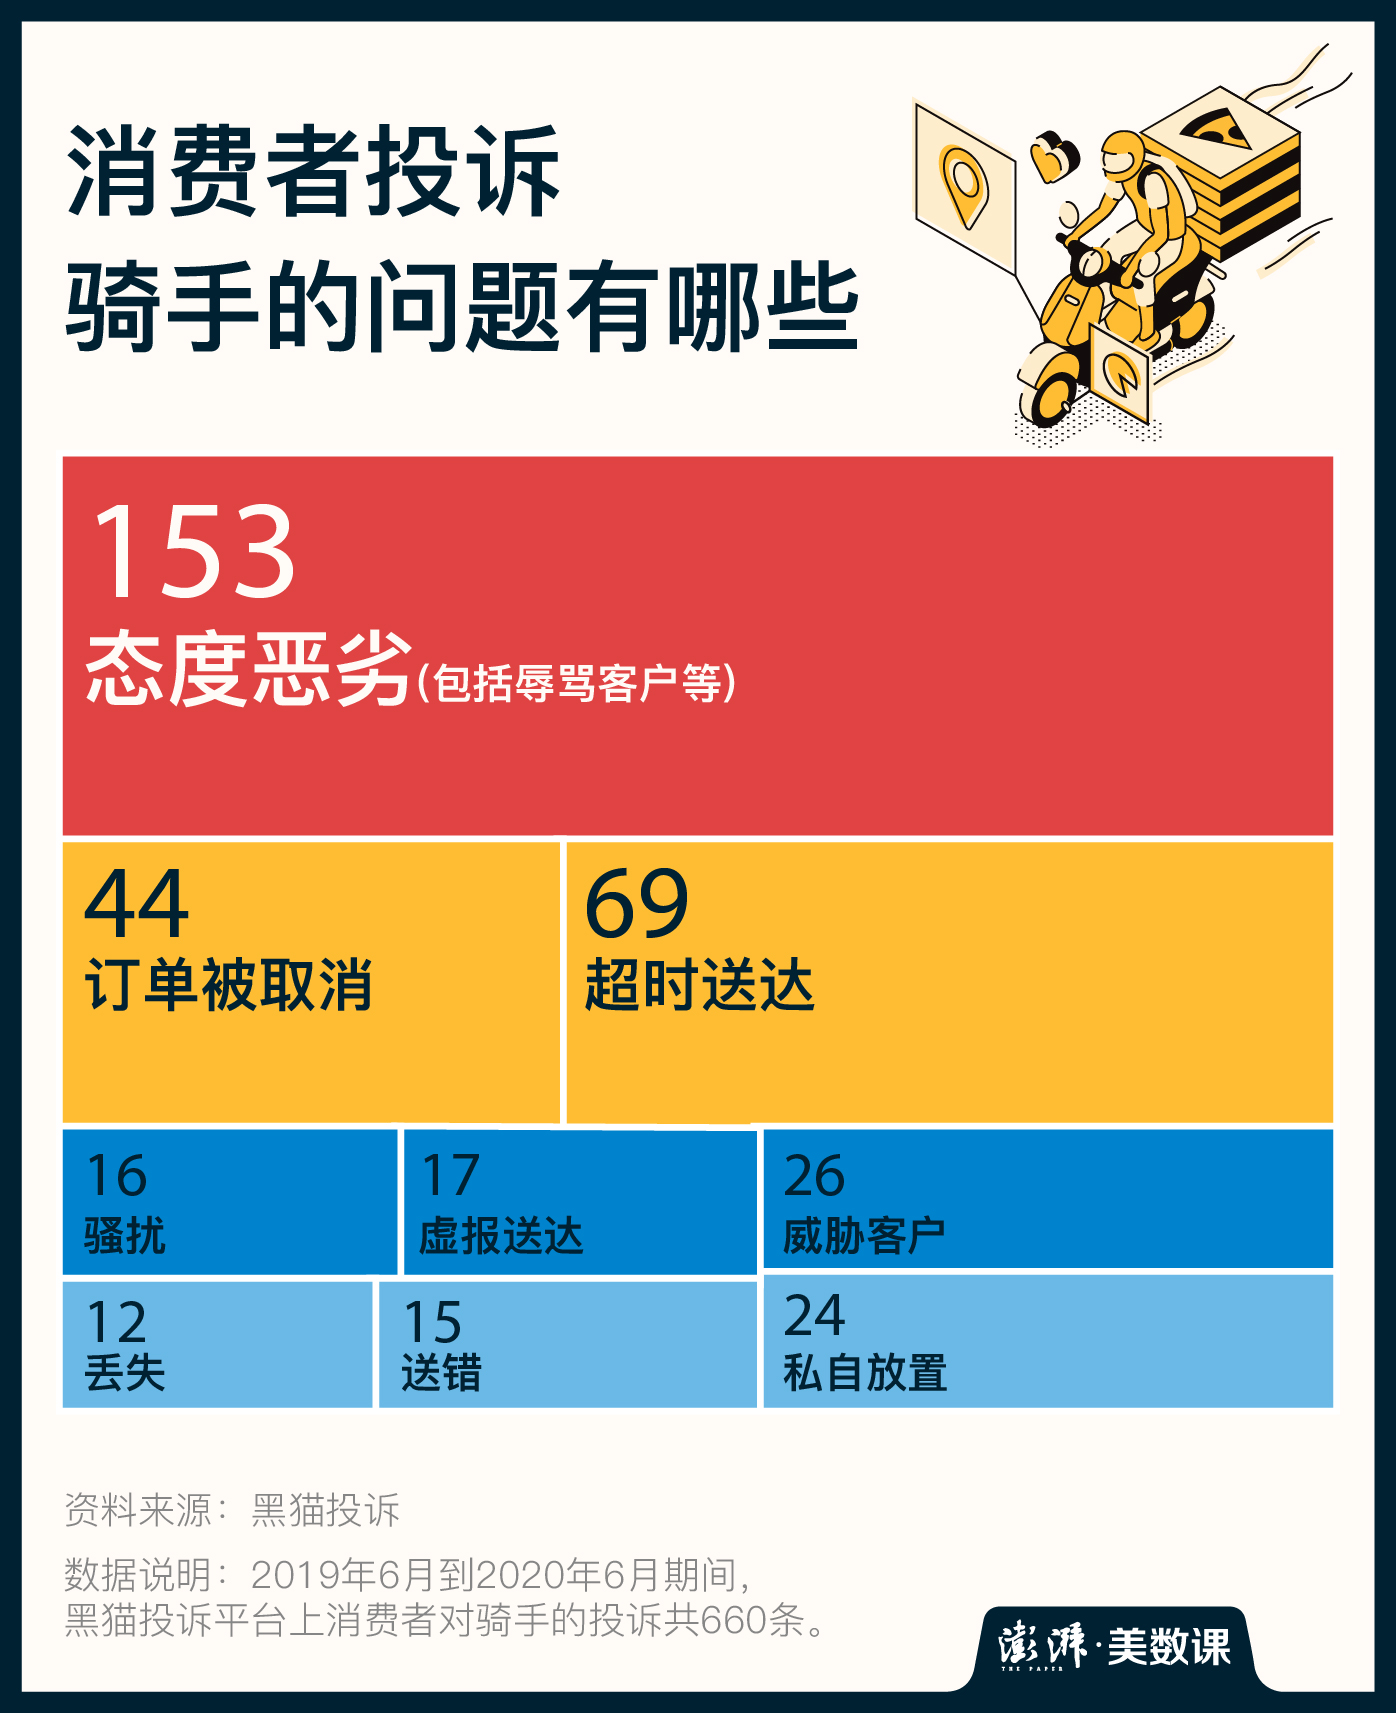 消费者投诉
骑手的问题有哪些
153
态度恶劣(包括辱骂客户等)
44
订单被取消
69
超时送达
16
骚扰
17
虚报送达
26
威胁客户
12
丢失
15
送错
24
私自放置
资料来源：黑猫投诉
数据说明：2019年6月到2020年6月期间，
黑猫投诉平台上消费者对骑手的投诉共660条。
澎湃·美数课
THE PAPER